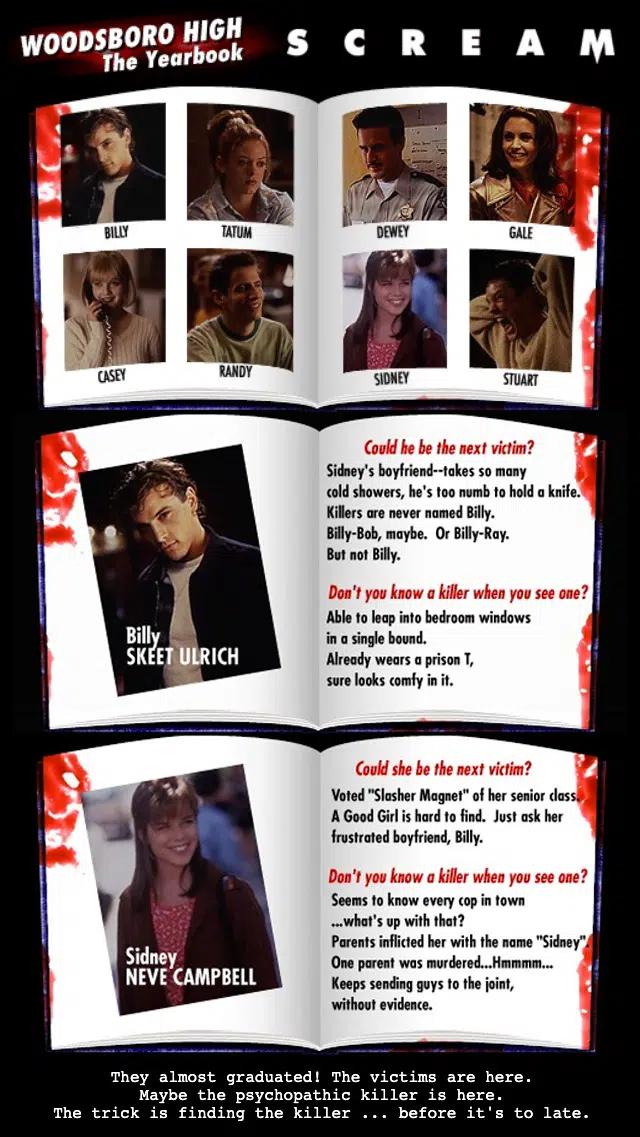 WOODSBORO HIGH
The Yearbook
SCREAM
BILLY
TATUM
DEWEY
GALE
CASEY
RANDY
SIDNEY
STUART
Billy
SKEET ULRICH
Could he be the next victim?
Sidney's boyfriend--takes so many
cold showers, he's too numb to hold a knife.
Killers are never named Billy.
Billy-Bob, maybe.  Or Billy-Ray.
But not Billy.
Don't you know a killer when you see one?
Able to leap into bedroom windows
in a single bound.
Already wears a prison T,
sure looks comfy in it.
Sidney
NEVE CAMPBELL
Could she be the next victim?
Voted "Slasher Magnet" of her senior class.
A Good Girl is hard to find.  Just ask her
frustrated boyfriend, Billy.
Don't you know a killer when you see one?
Seems to know every cop in town
...what's up with that?
Parents inflicted her with the name "Sidney".
One parent was murdered...Hmmmm...
Keeps sending guys to the joint,
without evidence.
They almost graduated! The victims are here.
Maybe the psychopathic killer is here.
The trick is finding the killer ... before it's to late.